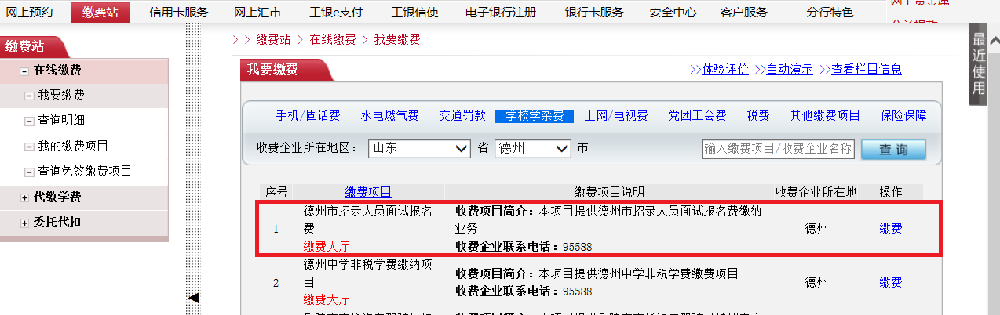 网上预约 缴费站 信用卡服务 网上汇市 工银e支付 工银信使 电子银行注册 银行卡服务 安全中心 客户服务 分行特色
网上贵金属
最近使用
缴费站
在线缴费
我要缴费
查询明细
我的缴费项目
查询免签缴费项目
代缴学费
委托代扣
> > 缴费站 > 在线缴费 > 我要缴费
我要缴费 >>体验评价 >>自动演示 >>查看栏目信息
手机/固话费 水电燃气费 交通罚款 学校学杂费 上网/电视费 党团工会费 税费 其他缴费项目 保险保障
收费企业所在地区： 山东 省 德州 市 输入缴费项目/收费企业名称 查 询
序号 缴费项目 缴费项目说明 收费企业所在地 操作
1 德州市招录人员面试报名
费
缴费大厅
收费项目简介：本项目提供德州市招录人员面试报名费缴纳
业务
收费企业联系电话：95588
德州 缴费
2 德州中学非税学费缴纳项
目
缴费大厅
收费项目简介：本项目提供德州中学非税学费缴费项目
收费企业联系电话：95588
德州 缴费